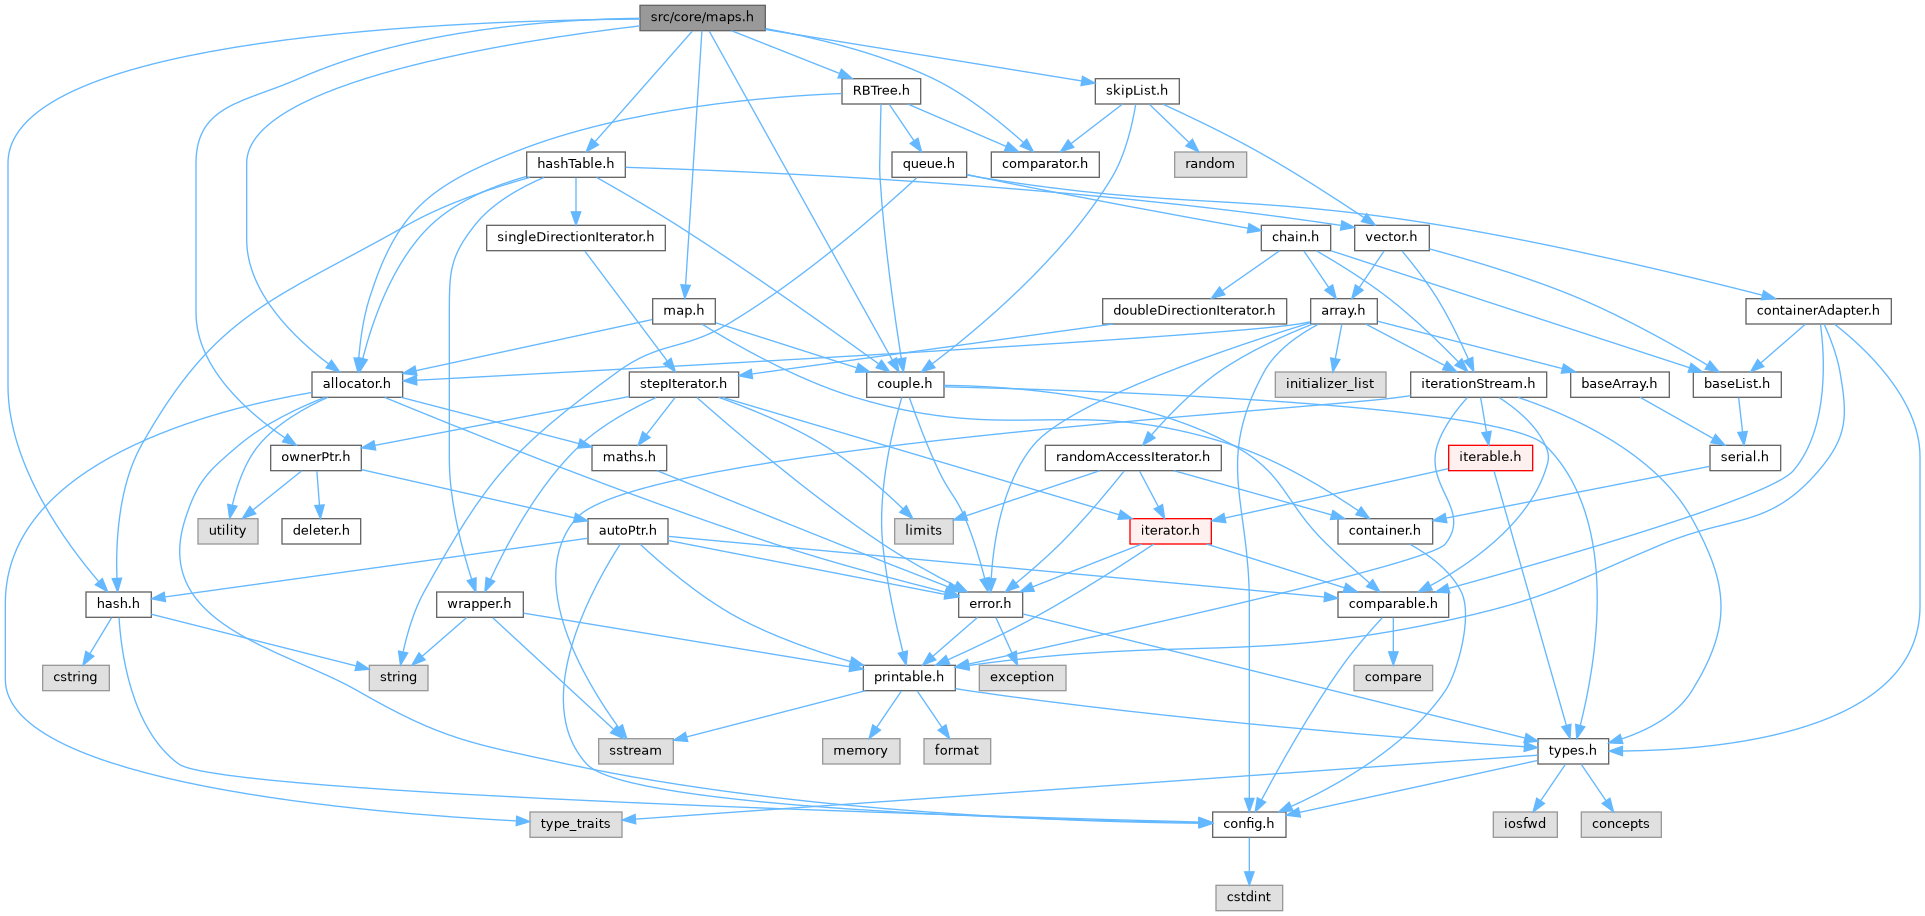 src/core/maps.h
RBTree.h
skipList.h
hashTable.h
queue.h
comparator.h
random
singleDirectionIterator.h
chain.h
vector.h
map.h
doubleDirectionIterator.h
array.h
containerAdapter.h
allocator.h
stepIterator.h
couple.h
initializer_list
iterationStream.h
baseArray.h
baseList.h
ownerPtr.h
maths.h
randomAccessIterator.h
iterable.h
serial.h
utility
deleter.h
autoPtr.h
limits
iterator.h
container.h
hash.h
wrapper.h
error.h
comparable.h
cstring
string
printable.h
exception
compare
sstream
memory
format
types.h
type_traits
config.h
iosfwd
concepts
cstdint